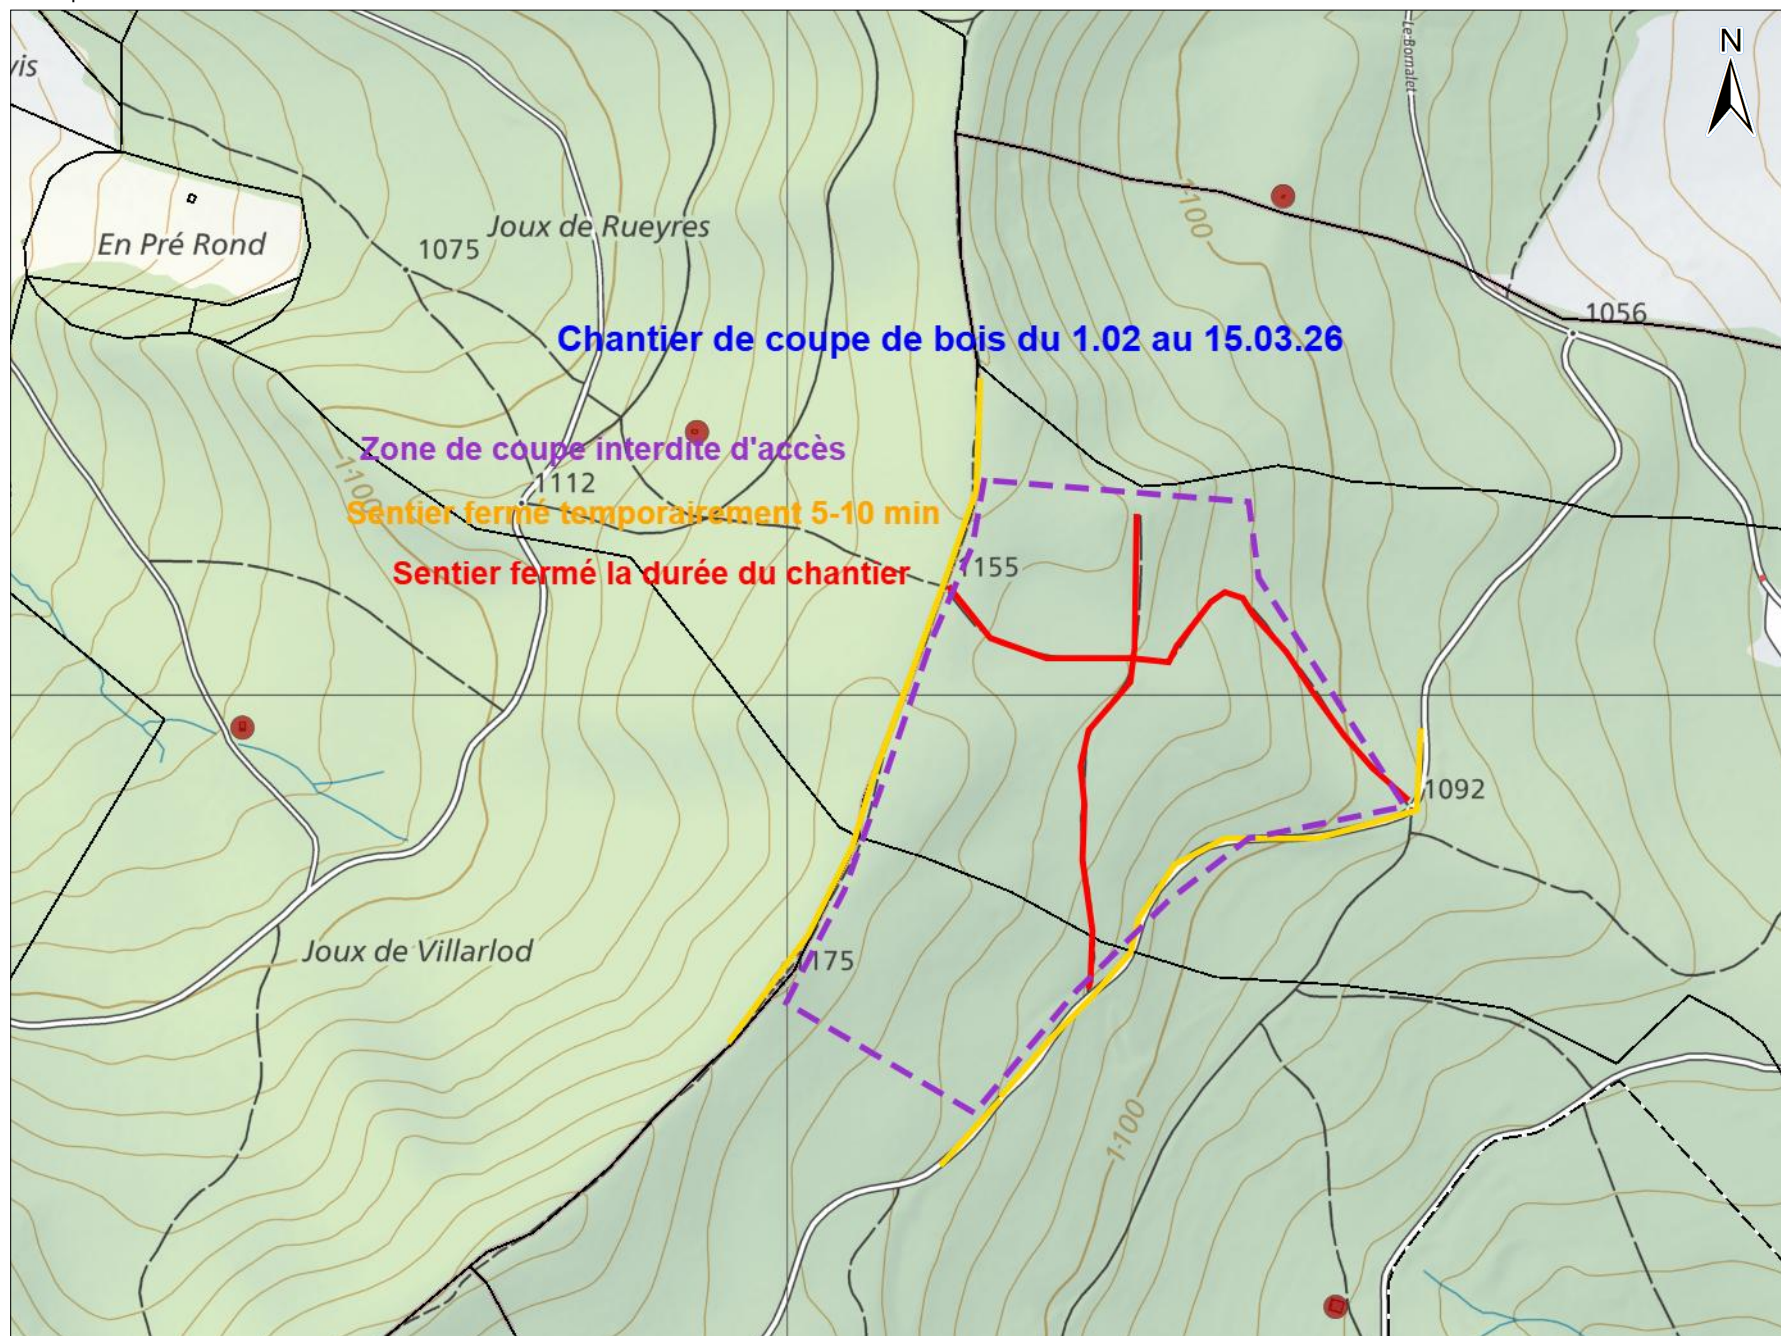 N
vis
Le Bornalet
En Pré Rond
1075
Joux de Rueyres
1100
1056
Chantier de coupe de bois du 1.02 au 15.03.26
Zone de coupe interdite d'accès
1100
1112
Sentier fermé temporairement 5-10 min
1155
Sentier fermé la durée du chantier
1092
Joux de Villarlod
1175
1100